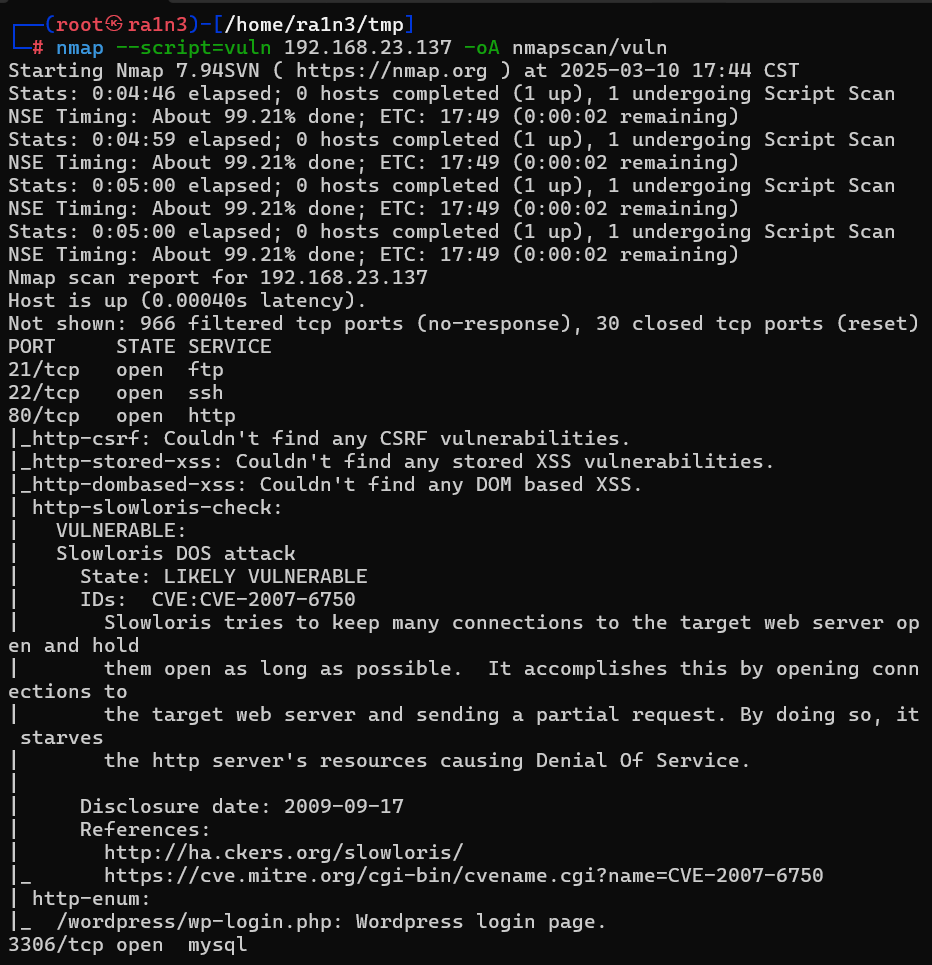 ┌──(root㉿ra1n3)-[/home/ra1n3/tmp]
└─# nmap --script=vuln 192.168.23.137 -oA nmapscan/vuln
Starting Nmap 7.94SVN ( https://nmap.org ) at 2025-03-10 17:44 CST
Stats: 0:04:46 elapsed; 0 hosts completed (1 up), 1 undergoing Script Scan
NSE Timing: About 99.21% done; ETC: 17:49 (0:00:02 remaining)
Stats: 0:04:59 elapsed; 0 hosts completed (1 up), 1 undergoing Script Scan
NSE Timing: About 99.21% done; ETC: 17:49 (0:00:02 remaining)
Stats: 0:05:00 elapsed; 0 hosts completed (1 up), 1 undergoing Script Scan
NSE Timing: About 99.21% done; ETC: 17:49 (0:00:02 remaining)
Stats: 0:05:00 elapsed; 0 hosts completed (1 up), 1 undergoing Script Scan
NSE Timing: About 99.21% done; ETC: 17:49 (0:00:02 remaining)
Nmap scan report for 192.168.23.137
Host is up (0.00040s latency).
Not shown: 966 filtered tcp ports (no-response), 30 closed tcp ports (reset)
PORT     STATE SERVICE
21/tcp   open  ftp
22/tcp   open  ssh
80/tcp   open  http
|_http-csrf: Couldn't find any CSRF vulnerabilities.
|_http-stored-xss: Couldn't find any stored XSS vulnerabilities.
|_http-dombased-xss: Couldn't find any DOM based XSS.
| http-slowloris-check:
|   VULNERABLE:
|   Slowloris DOS attack
|     State: LIKELY VULNERABLE
|     IDs:  CVE:CVE-2007-6750
|       Slowloris tries to keep many connections to the target web server op
en and hold
|       them open as long as possible.  It accomplishes this by opening conn
ections to
|       the target web server and sending a partial request. By doing so, it
 starves
|       the http server's resources causing Denial Of Service.
|
|     Disclosure date: 2009-09-17
|     References:
|       http://ha.ckers.org/slowloris/
|_      https://cve.mitre.org/cgi-bin/cvename.cgi?name=CVE-2007-6750
| http-enum:
|_  /wordpress/wp-login.php: Wordpress login page.
3306/tcp open  mysql